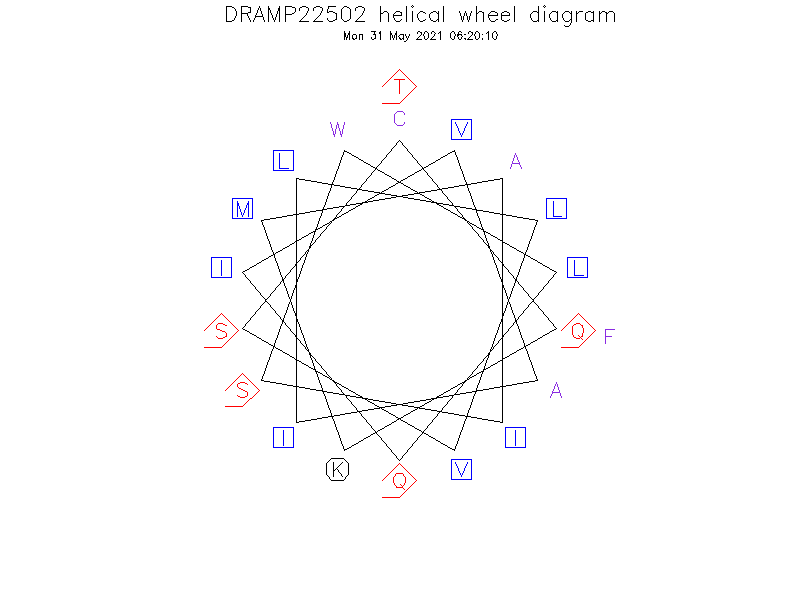 DRAMP22502 helical wheel diagram
Mon 31 May 2021 06:20:10
T
W C V
L A
M L
I L
S Q F
S A
I I
K Q V